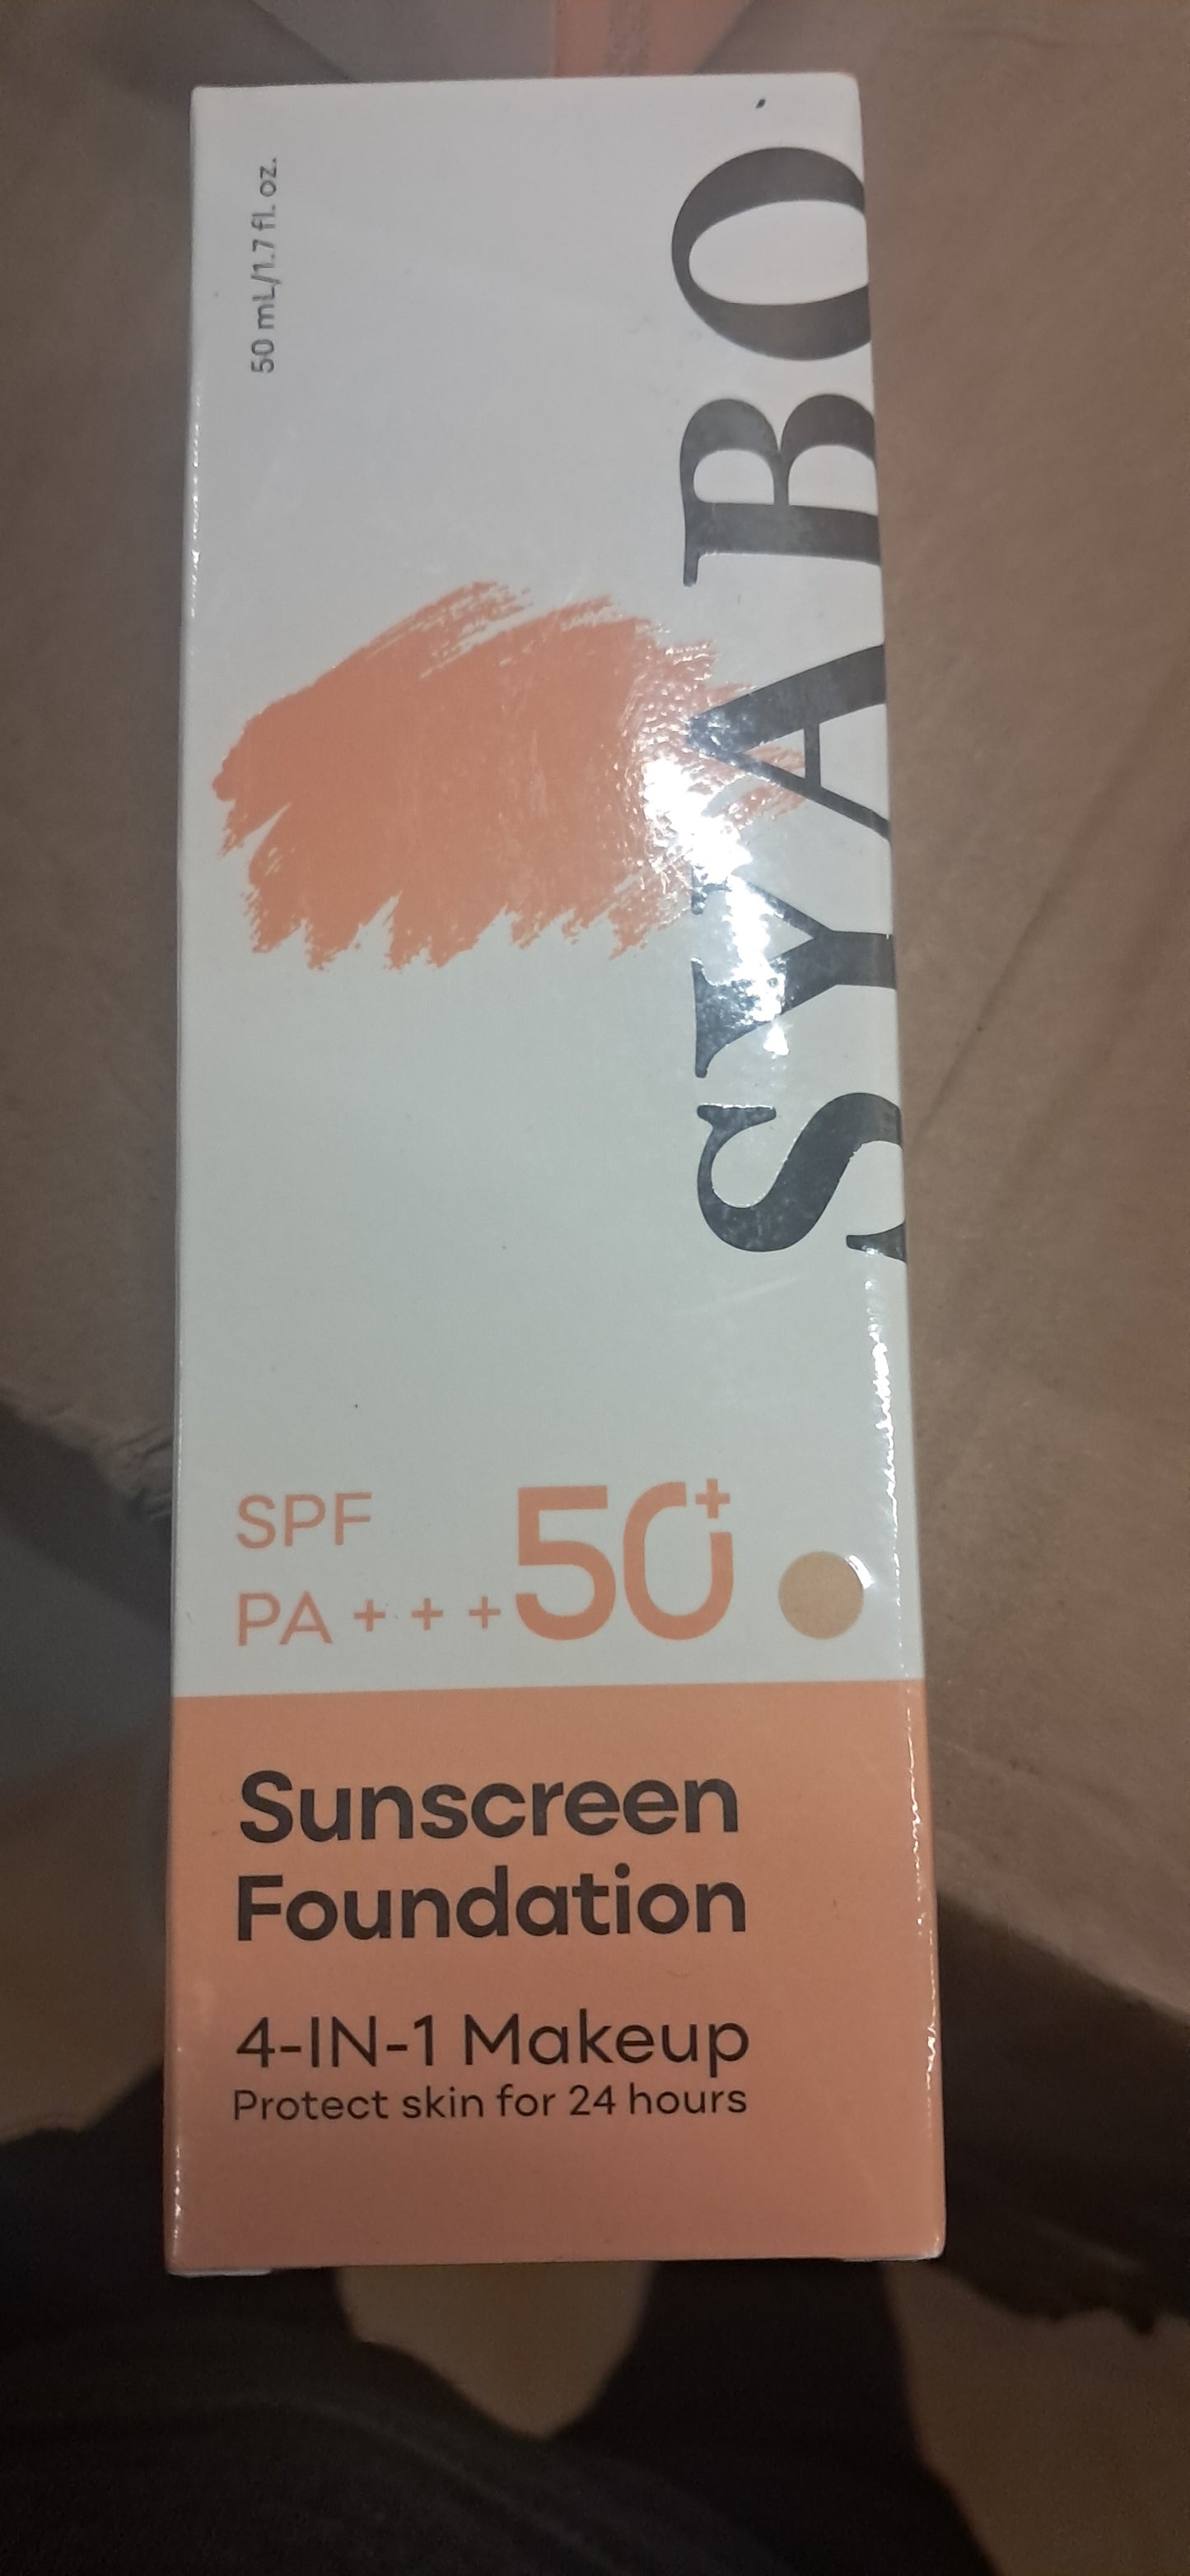 50 mL/1.7 fl. oz.
SYABO
SPF
PA+++50+
Sunscreen
Foundation
4-IN-1 Makeup
Protect skin for 24 hours